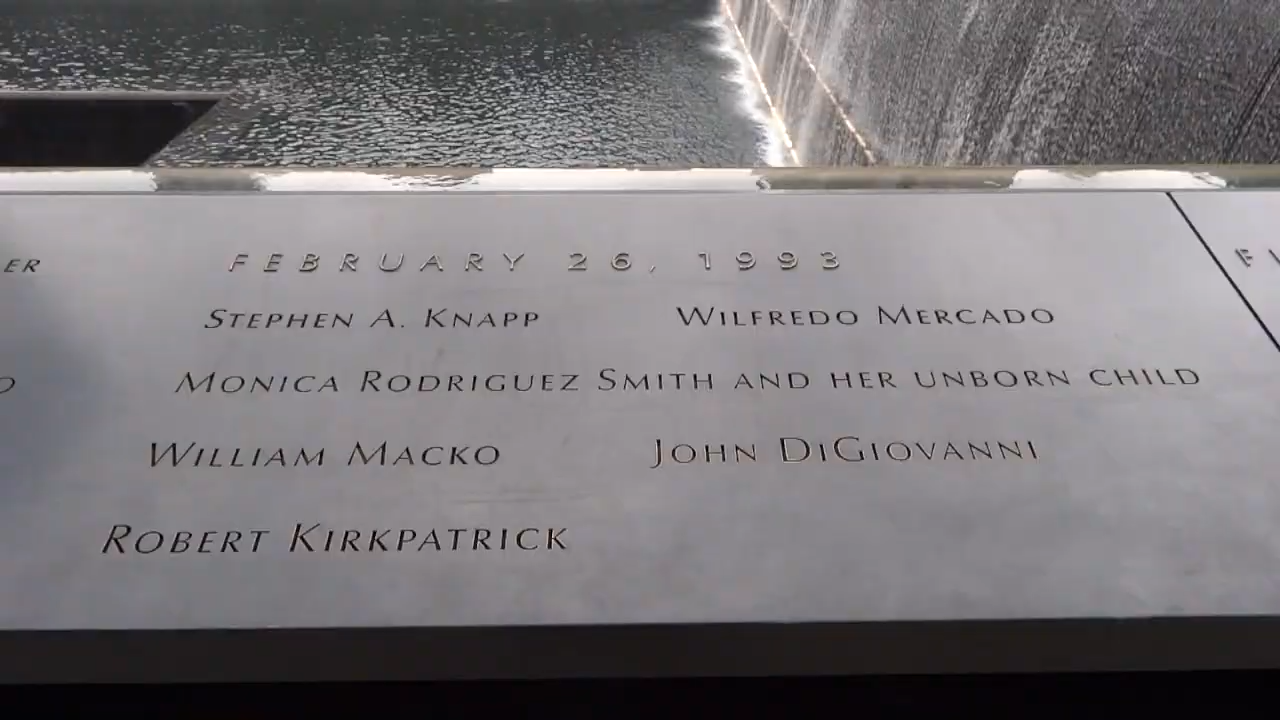 FEBRUARY 26, 1993
STEPHEN A. KNAPP WILFREDO MERCADO
MONICA RODRIGUEZ SMITH AND HER UNBORN CHILD
WILLIAM MACKO JOHN DIGIOVANNI
ROBERT KIRKPATRICK